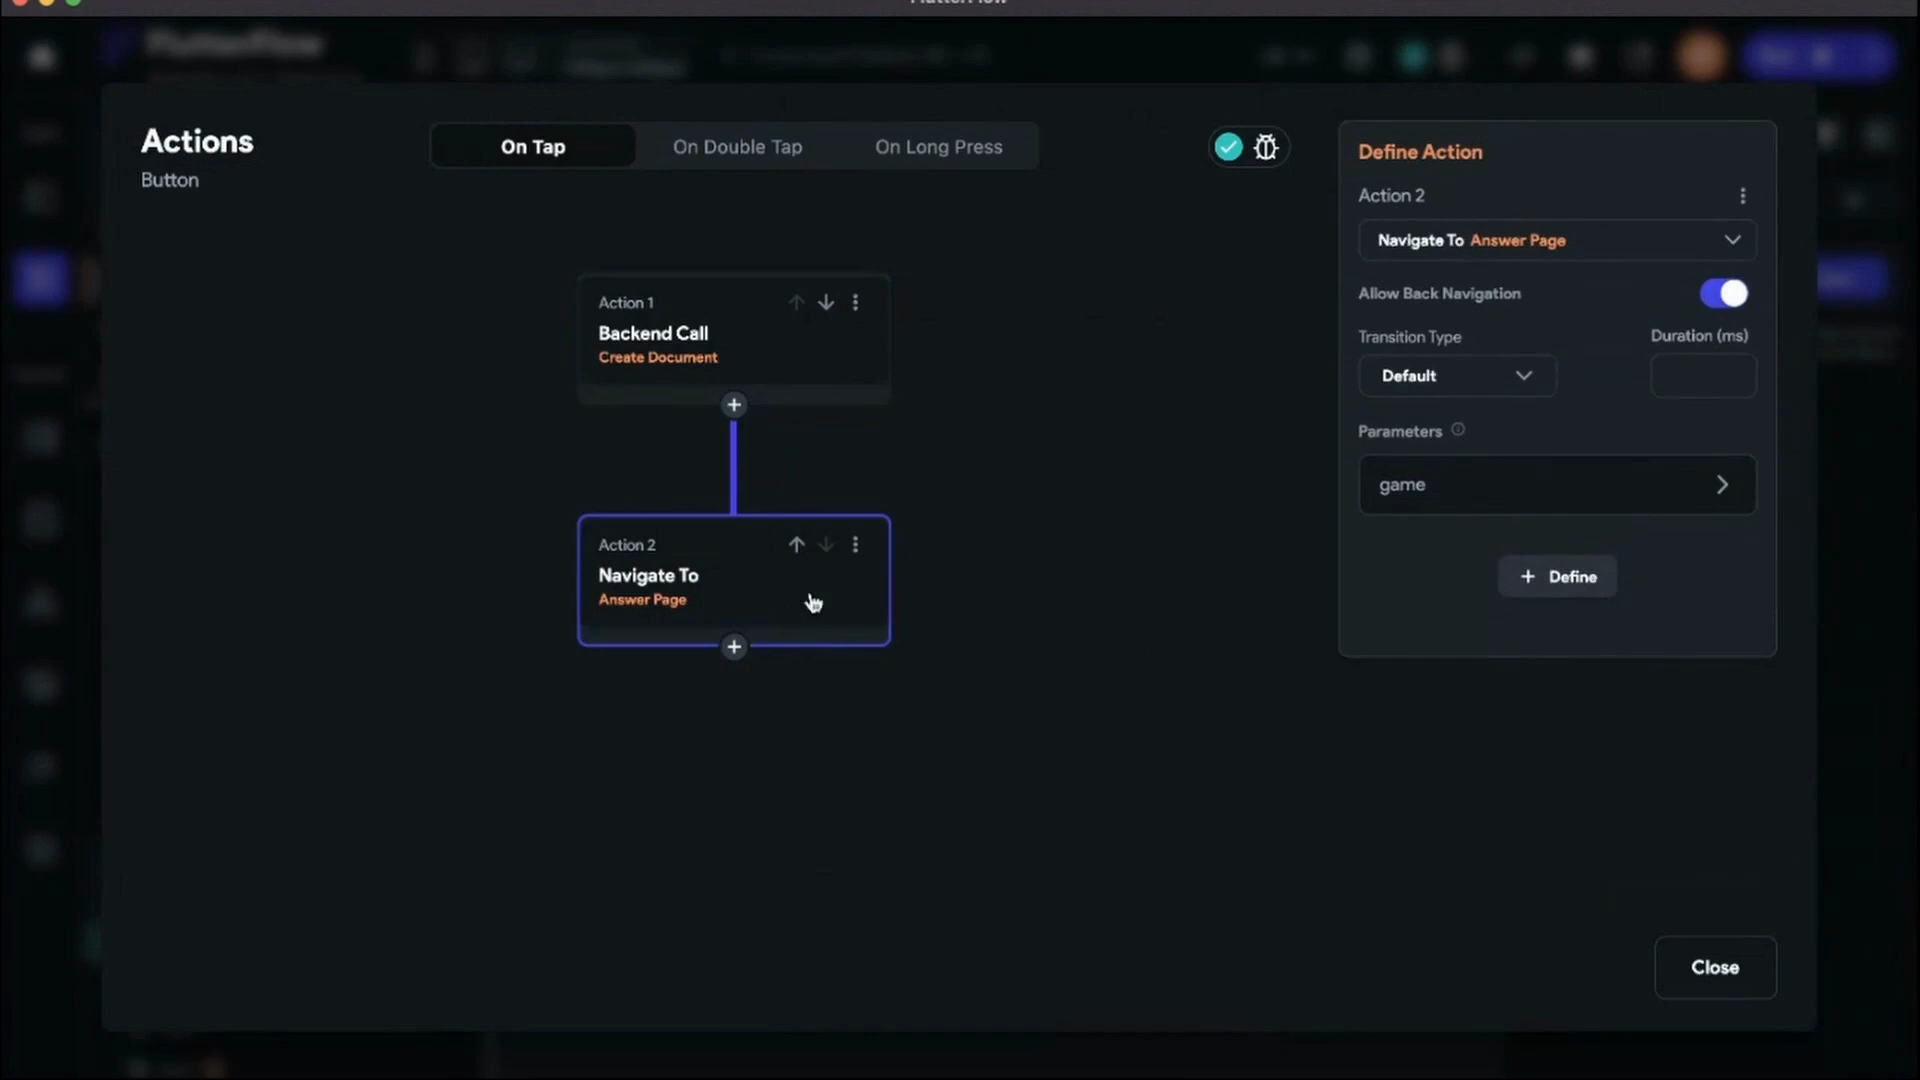 Actions
Button
On Tap
On Double Tap
On Long Press
Action 1
Backend Call
Create Document
Action 2
Navigate To
Answer Page
Define Action
Action 2
Navigate To Answer Page
Allow Back Navigation
Transition Type
Duration (ms)
Default
Parameters
game
+ Define
Close